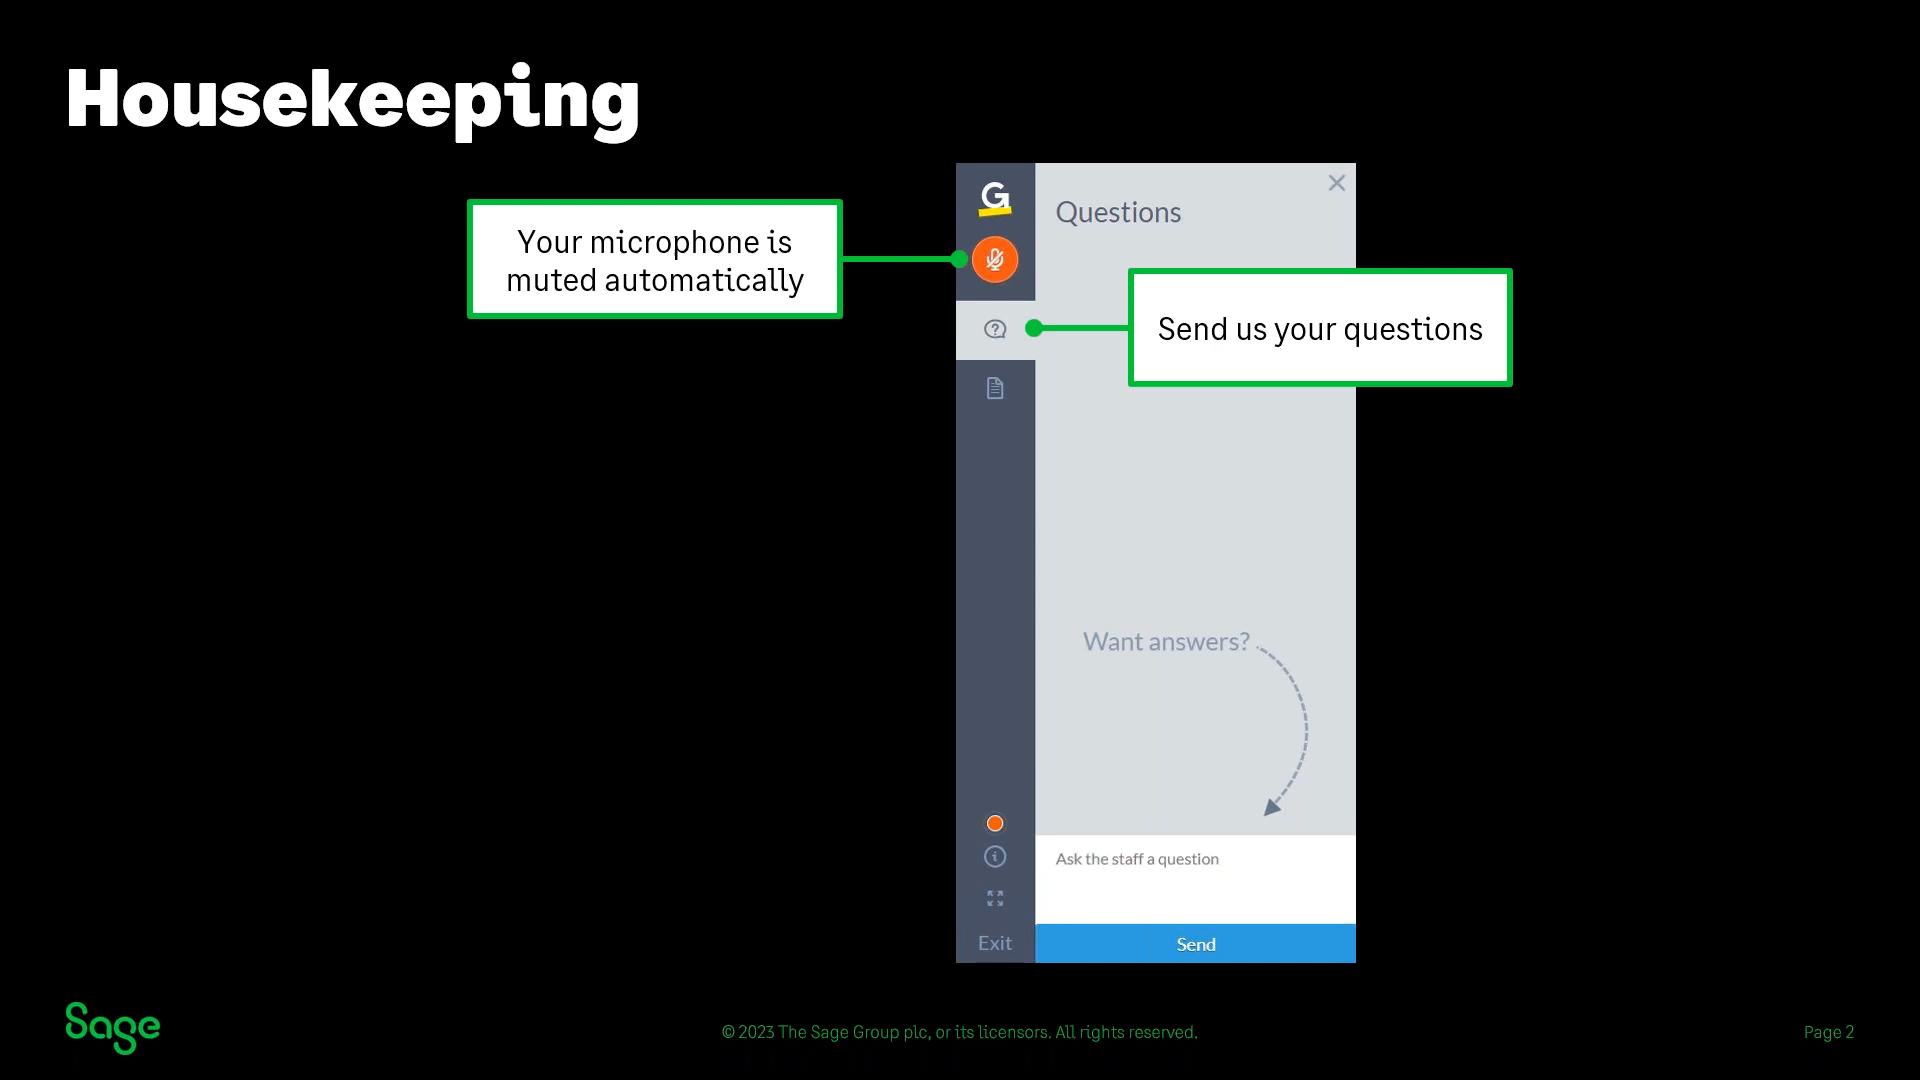 Housekeeping
Your microphone is
muted automatically
G
Questions
Send us your questions
Want answers?
Ask the staff a question
Exit
Send
Sage
© 2023 The Sage Group plc, or its licensors. All rights reserved.
Page 2